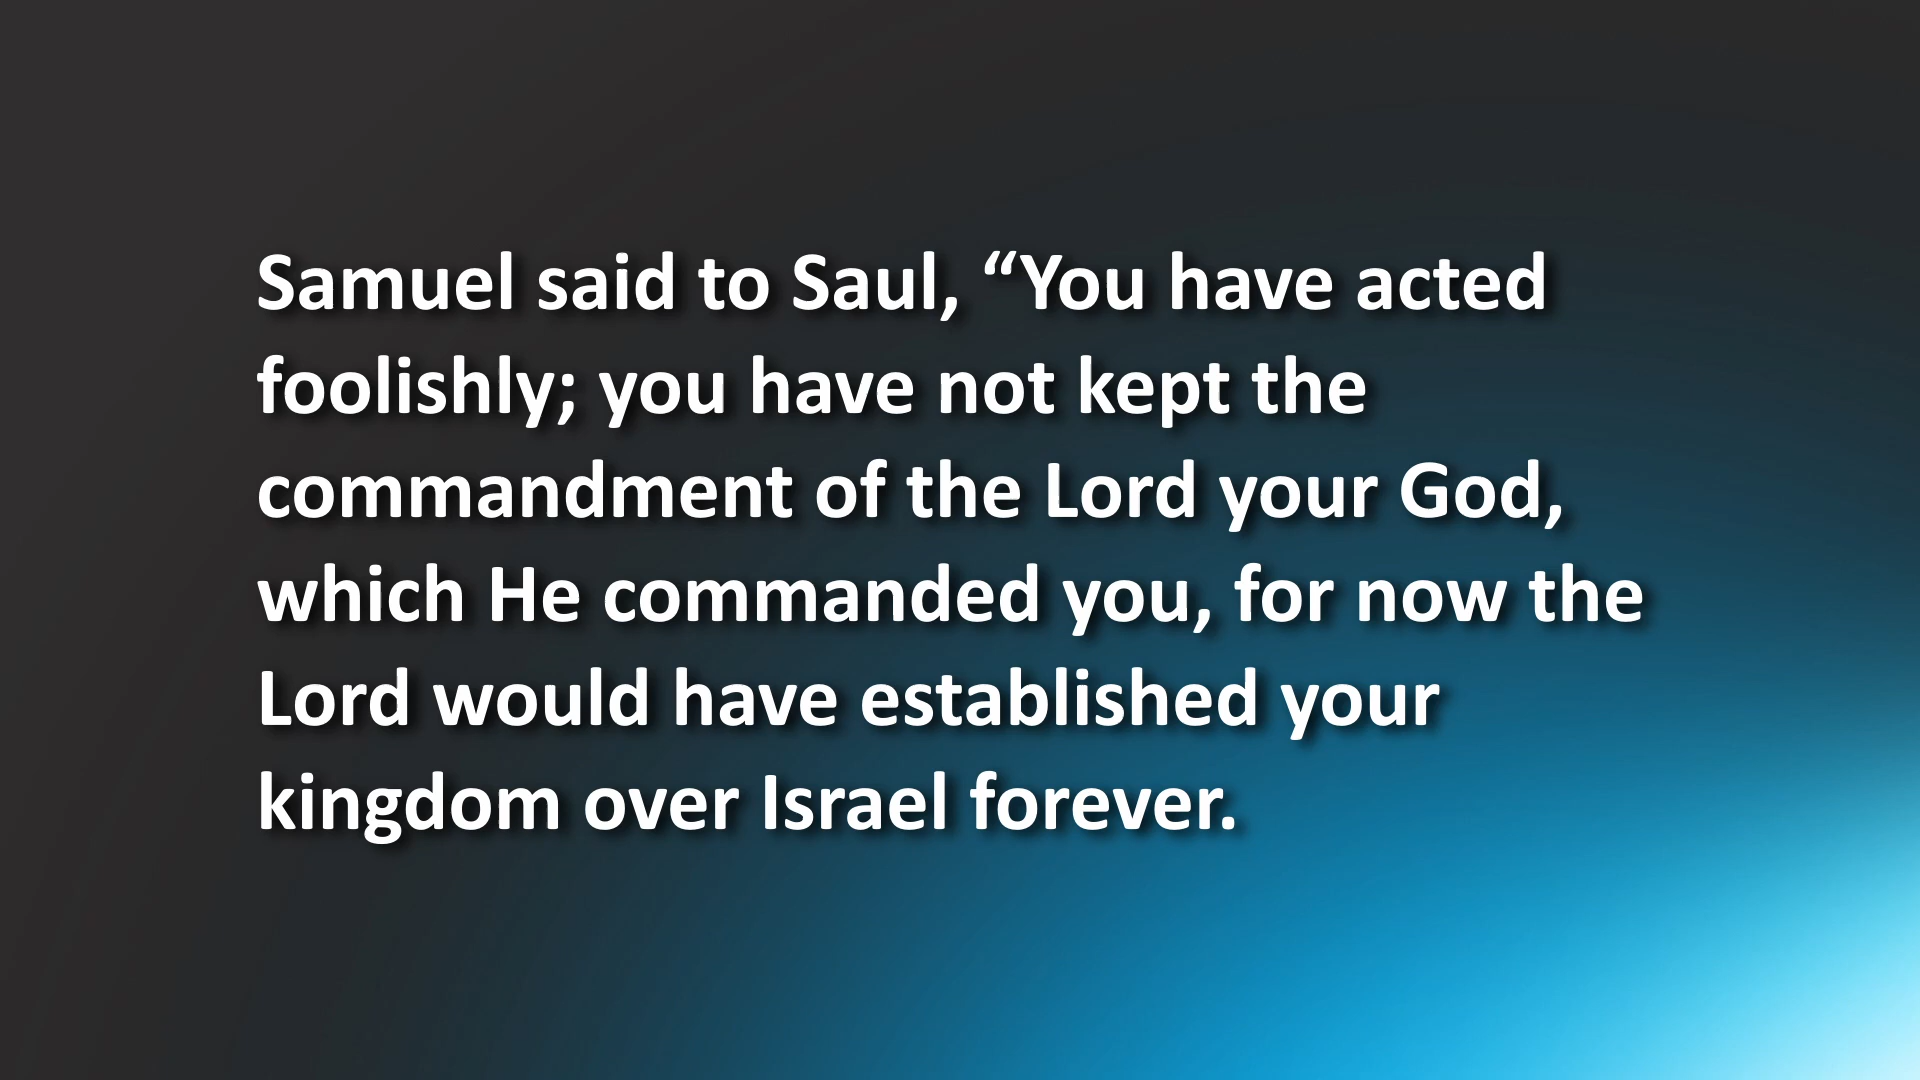 Samuel said to Saul, “You have acted
foolishly; you have not kept the
commandment of the Lord your God,
which He commanded you, for now the
Lord would have established your
kingdom over Israel forever.